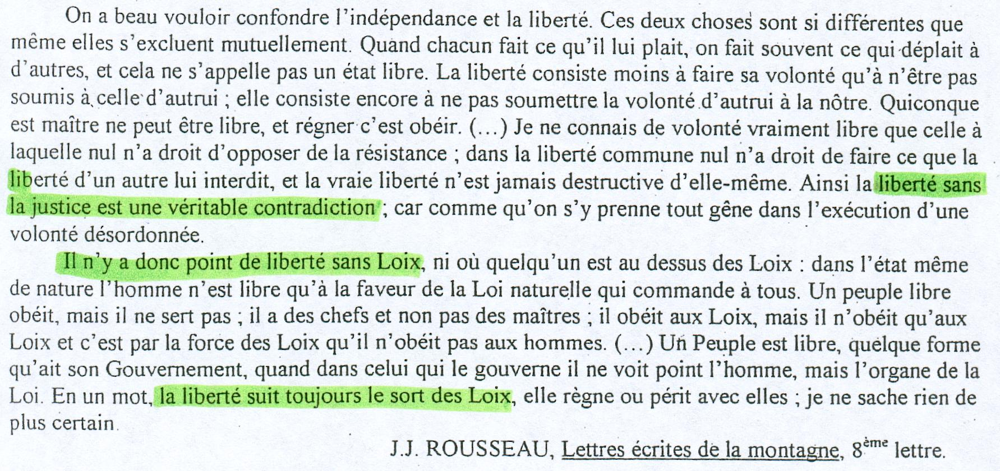 On a beau vouloir confondre l'indépendance et la liberté. Ces deux choses sont si différentes que
même elles s'excluent mutuellement. Quand chacun fait ce qu'il lui plait, on fait souvent ce qui déplait à
d'autres, et cela ne s'appelle pas un état libre. La liberté consiste moins à faire sa volonté qu'à n'être pas
soumis à celle d'autrui ; elle consiste encore à ne pas soumettre la volonté d'autrui à la nôtre. Quiconque
est maître ne peut être libre, et régner c'est obéir. (...) Je ne connais de volonté vraiment libre que celle à
laquelle nul n'a droit d'opposer de la résistance ; dans la liberté commune nul n'a droit de faire ce que la
liberté d'un autre lui interdit, et la vraie liberté n'est jamais destructive d'elle-même. Ainsi la liberté sans
la justice est une véritable contradiction ; car comme qu'on s'y prenne tout gêne dans l'exécution d'une
volonté désordonnée.
Il n'y a donc point de liberté sans Loix, ni où quelqu'un est au dessus des Loix : dans l'état même
de nature l'homme n'est libre qu'à la faveur de la Loi naturelle qui commande à tous. Un peuple libre
obéit, mais il ne sert pas ; il a des chefs et non pas des maîtres ; il obéit aux Loix, mais il n'obéit qu'aux
Loix et c'est par la force des Loix qu'il n'obéit pas aux hommes. (...) Un Peuple est libre, quelque forme
qu'ait son Gouvernement, quand dans celui qui le gouverne il ne voit point l'homme, mais l'organe de la
Loi. En un mot, la liberté suit toujours le sort des Loix, elle règne ou périt avec elles ; je ne sache rien de
plus certain.
J.J. ROUSSEAU, Lettres écrites de la montagne, 8ème lettre.